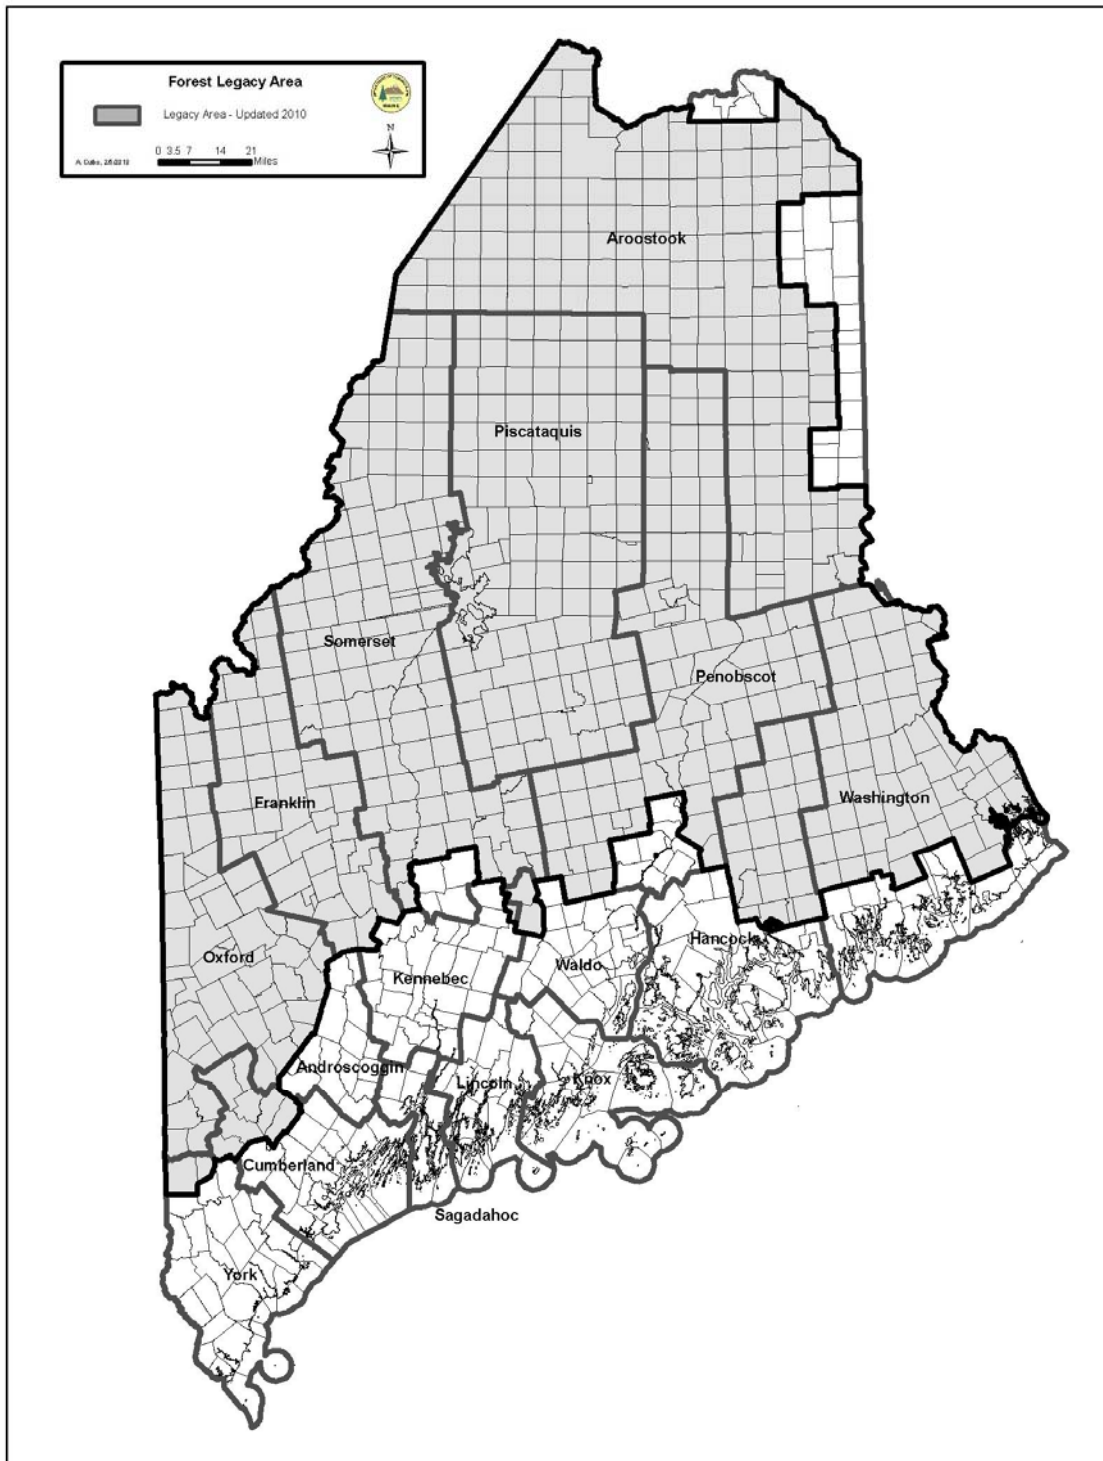 Forest Legacy Area
Legacy Area - Updated 2010
N
0 3.5 7 14 21
Miles
MAINE
Aroostook
Piscataquis
Somerset
Penobscot
Franklin
Washington
Oxford
Hancock
Waldo
Kennebec
Androscoggin
Lincoln
Knox
Cumberland
Sagadahoc
York